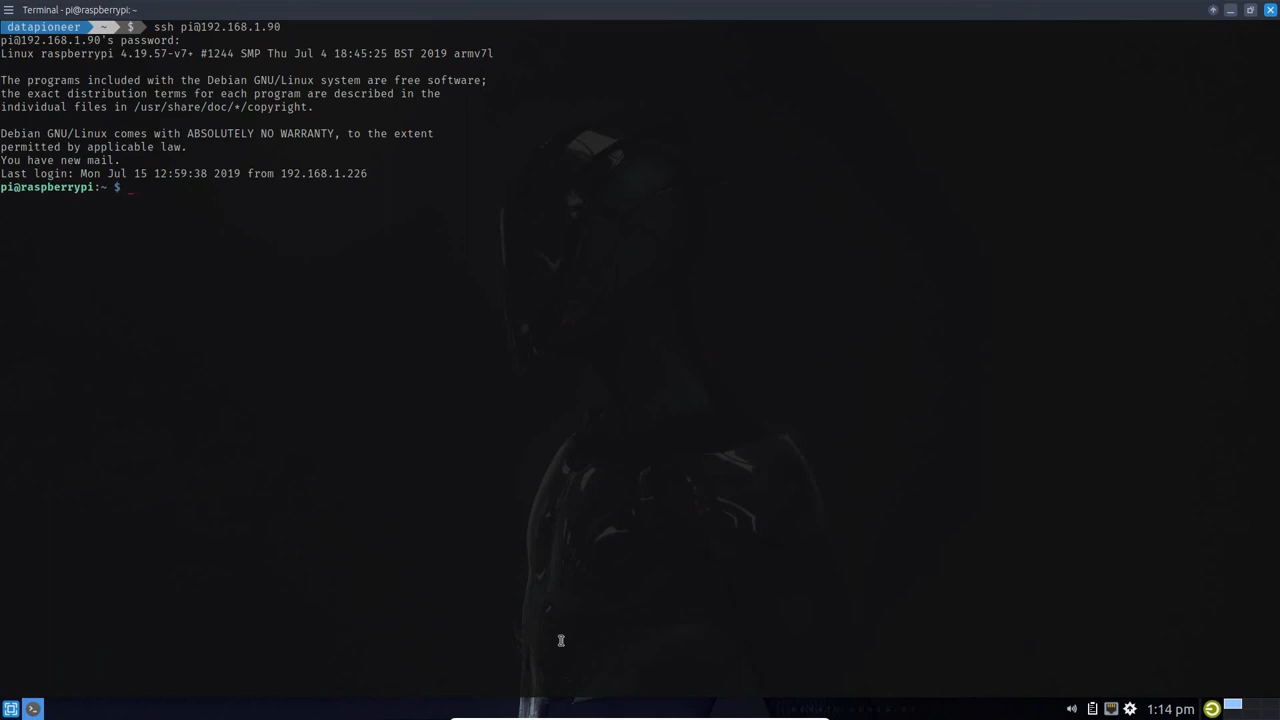 Terminal - pi@raspberrypi: ~
datapioneer ~ $ ssh pi@192.168.1.90
pi@192.168.1.90's password:
Linux raspberrypi 4.19.57-v7+ #1244 SMP Thu Jul 4 18:45:25 BST 2019 armv7l
The programs included with the Debian GNU/Linux system are free software;
the exact distribution terms for each program are described in the
individual files in /usr/share/doc/*/copyright.
Debian GNU/Linux comes with ABSOLUTELY NO WARRANTY, to the extent
permitted by applicable law.
You have new mail.
Last login: Mon Jul 15 12:59:38 2019 from 192.168.1.226
pi@raspberrypi:~ $ _
1:14 pm